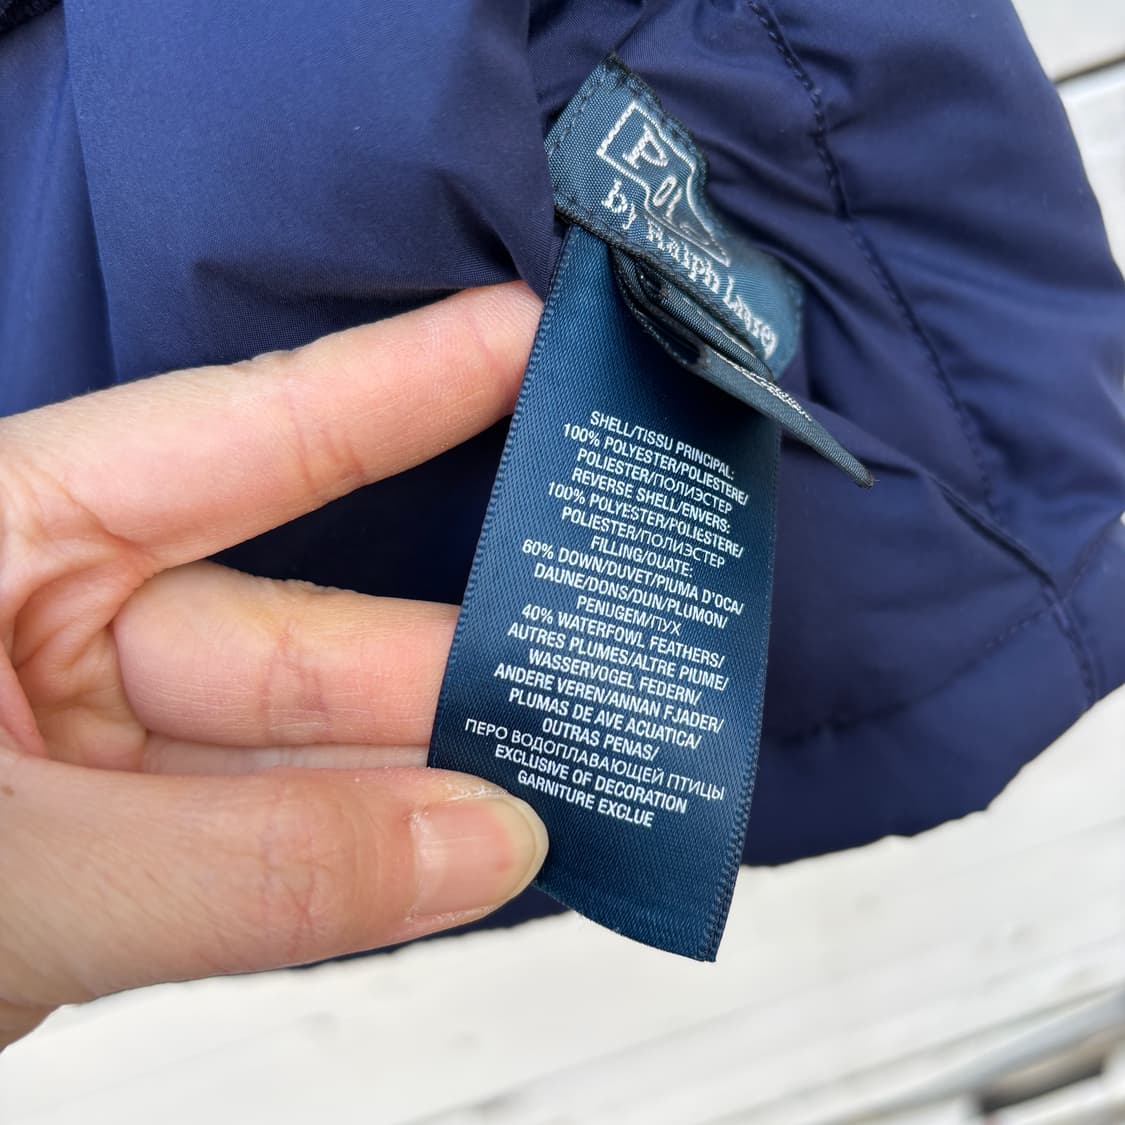 Polo
by Ralph Lauren
SHELL/TISSU PRINCIPAL:
100% POLYESTER/POLIESTERE/
POLIESTER/ПОЛИЭСТЕР
REVERSE SHELL/ENVERS:
100% POLYESTER/POLIESTERE/
POLIESTER/ПОЛИЭСТЕР
FILLING/OUATE:
60% DOWN/DUVET/PIUMA D'OCA/
DAUNE/DONS/DUN/PLUMON/
PENUGEM/ПУХ
40% WATERFOWL FEATHERS/
AUTRES PLUMES/ALTRE PIUME/
WASSERVOGEL FEDERN/
ANDERE VEREN/ANNAN FJADER/
PLUMAS DE AVE ACUATICA/
OUTRAS PENAS/
ПЕРО ВОДОПЛАВАЮЩЕЙ ПТИЦЫ
EXCLUSIVE OF DECORATION
GARNITURE EXCLUE